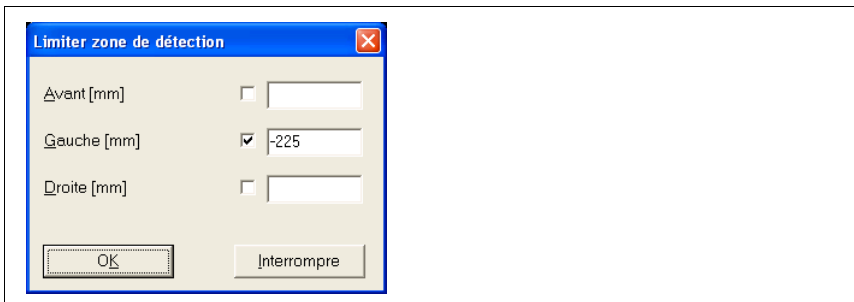 Limiter zone de détection
Avant [mm]
Gauche [mm] -225
Droite [mm]
OK Interrompre